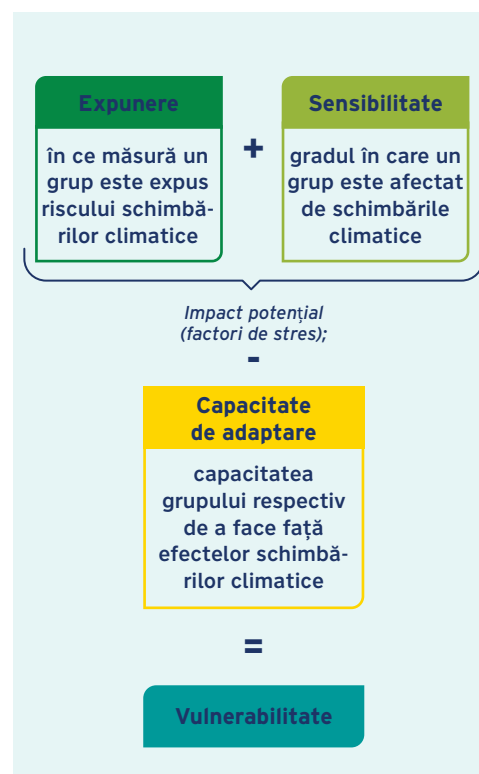 Expunere
în ce măsură un
grup este expus
riscului schimbă-
rilor climatice
+
Sensibilitate
gradul în care un
grup este afectat
de schimbările
climatice
Impact potențial
(factori de stres);
-
Capacitate
de adaptare
capacitatea
grupului respectiv
de a face față
efectelor schimbă-
rilor climatice
=
Vulnerabilitate